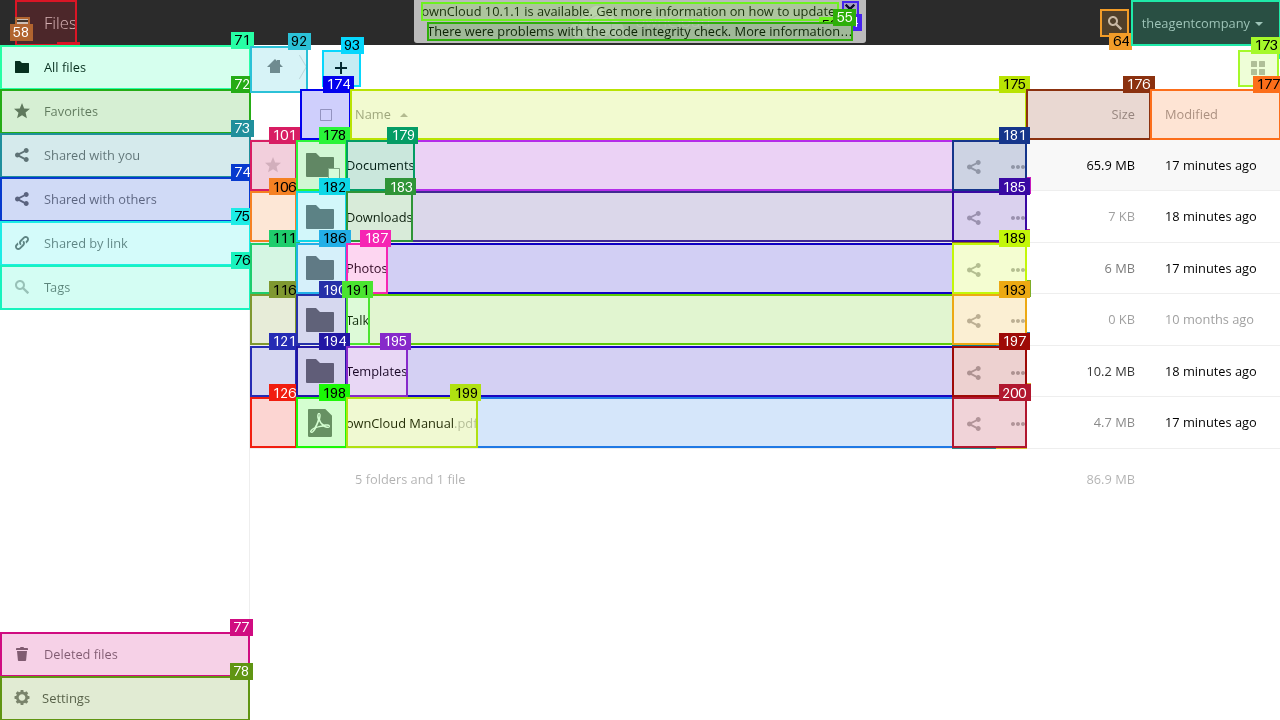 ownCloud 10.1.1 is available. Get more information on how to update.
There were problems with the code integrity check. More information…
55
58
Files
64
theagentcompany
71
92
93
173
All files
72
174
175
176
177
Favorites
Name
Size
Modified
73
101
178
179
181
Shared with you
Documents
65.9 MB
17 minutes ago
74
106
182
183
185
Shared with others
Downloads
7 KB
18 minutes ago
75
111
186
187
189
Shared by link
Photos
6 MB
17 minutes ago
76
116
190
191
193
Tags
Talk
0 KB
10 months ago
121
194
195
197
Templates
10.2 MB
18 minutes ago
126
198
199
200
ownCloud Manual.pdf
4.7 MB
17 minutes ago
5 folders and 1 file
86.9 MB
77
Deleted files
78
Settings